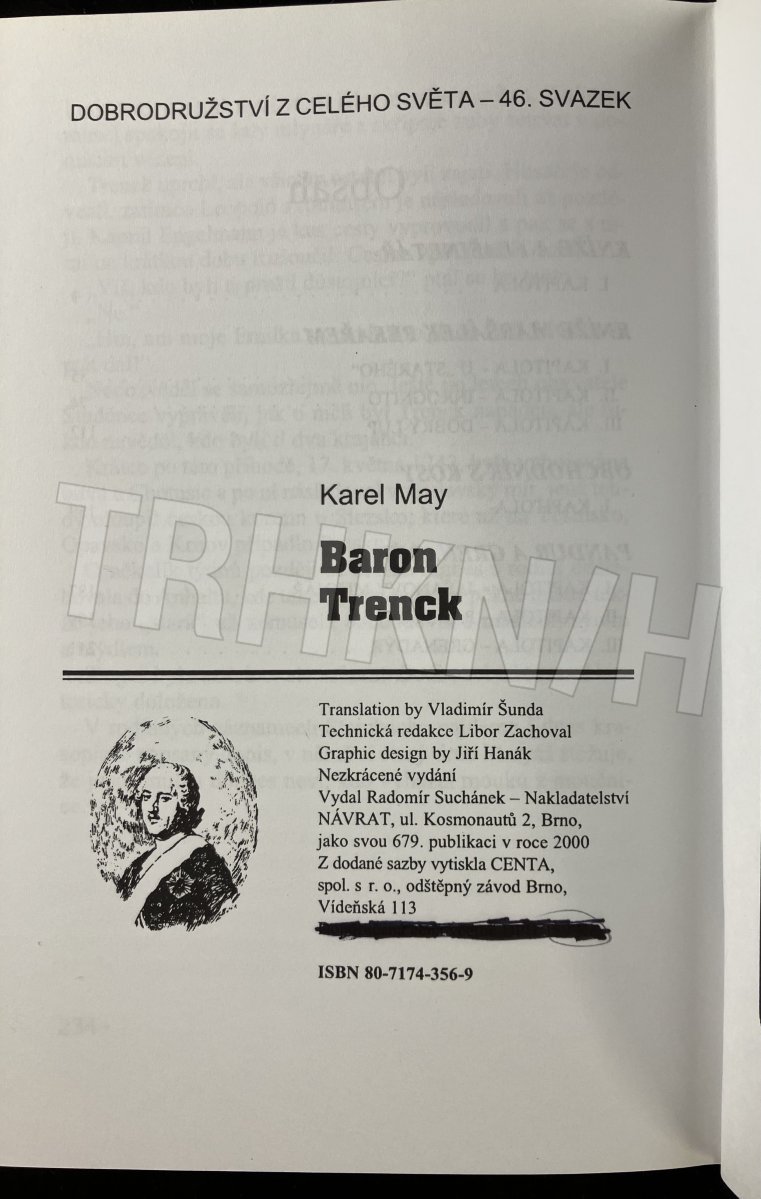 DOBRODRUŽSTVÍ Z CELÉHO SVĚTA – 46. SVAZEK
Karel May
Baron
Trenck
TRHKNIH
Translation by Vladimír Šunda
Technická redakce Libor Zachoval
Graphic design by Jiří Hanák
Nezkrácené vydání
Vydal Radomír Suchánek – Nakladatelství
NÁVRAT, ul. Kosmonautů 2, Brno,
jako svou 679. publikaci v roce 2000
Z dodané sazby vytiskla CENTA,
spol. s r. o., odštěpný závod Brno,
Vídeňská 113
ISBN 80-7174-356-9